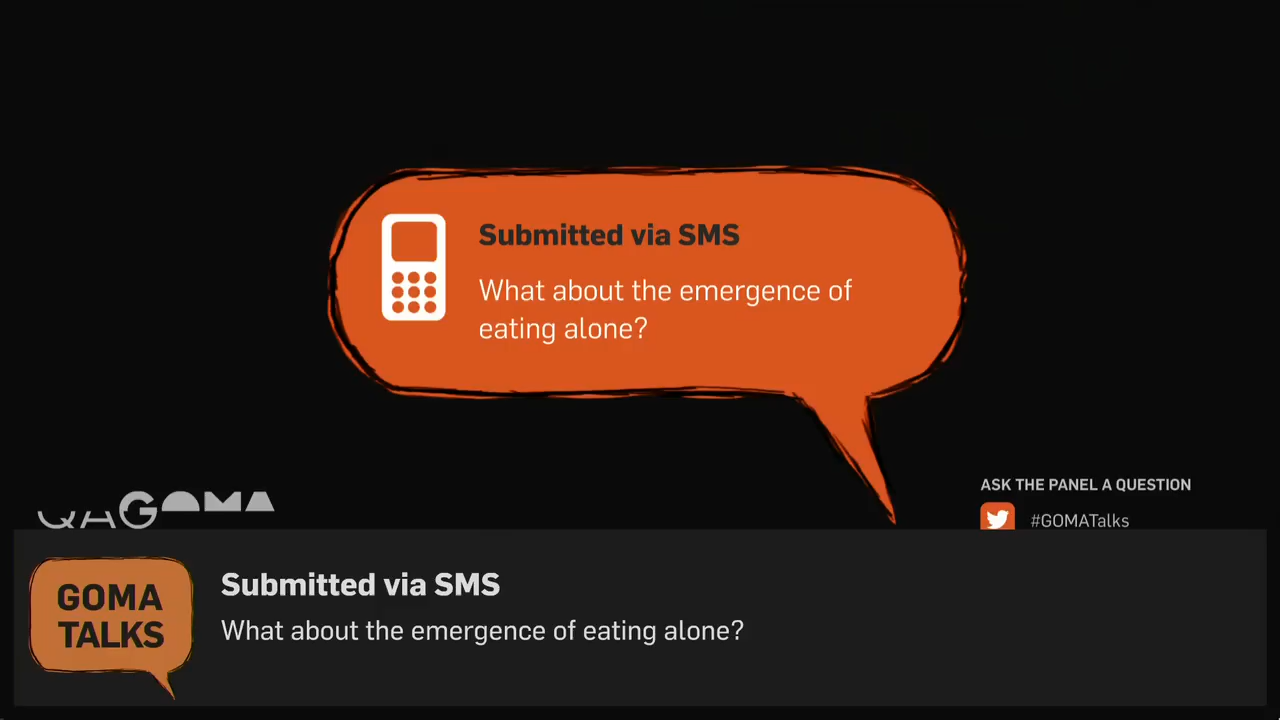 Submitted via SMS
What about the emergence of
eating alone?
QAGOMA
ASK THE PANEL A QUESTION
#GOMATalks
GOMA
TALKS
Submitted via SMS
What about the emergence of eating alone?